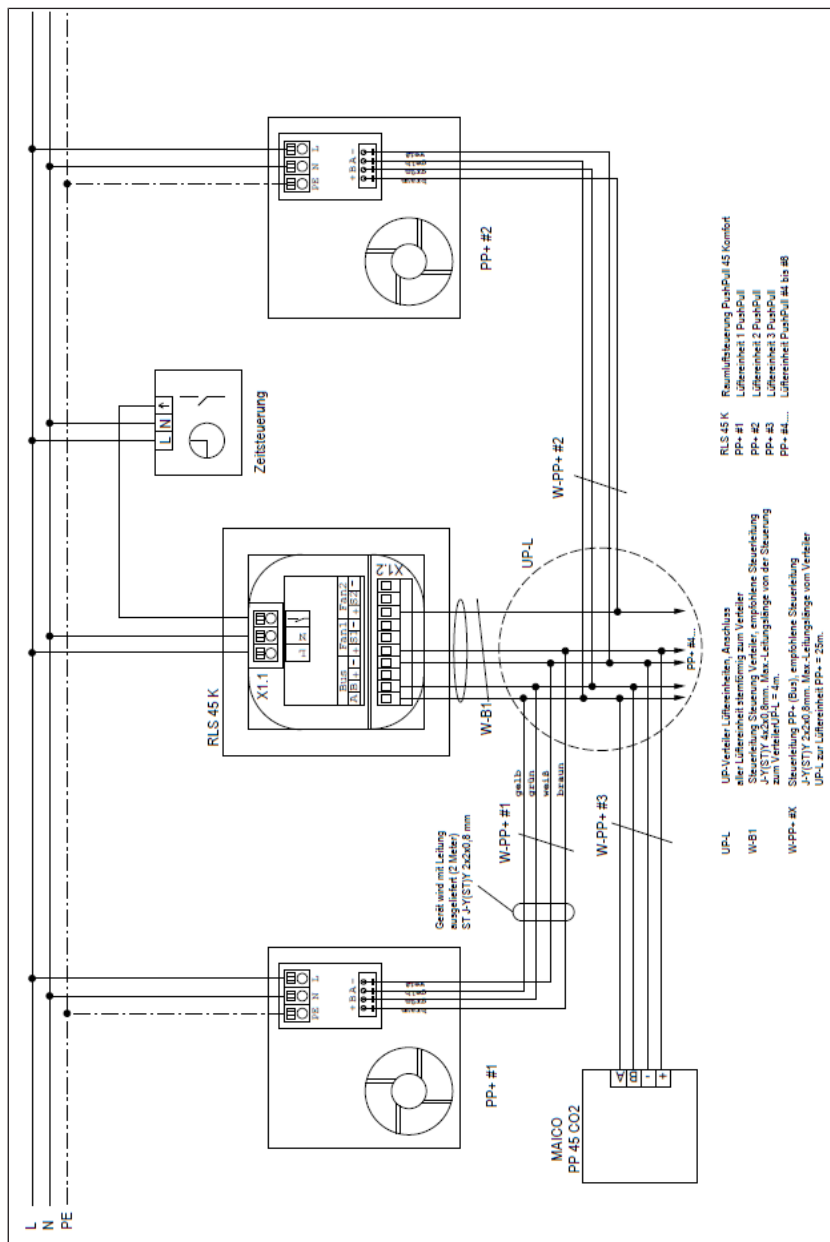 L
N
PE
PP+ #1
PE N L
+ B A -
MAICO
PP 45 CO2
A
B
-
+
Gerät wird mit Leitung
ausgeliefert (2 Meter)
ST J-Y(ST)Y 2x2x0,8 mm
W-PP+ #1
gelb
grün
weiß
braun
W-PP+ #3
RLS 45 K
X1.1
L N
Bus Fan1 Fan2
A B + - + S1 - + S2 -
X1.2
W-B1
UP-L
PP+ #4...
W-PP+ #2
Zeitsteuerung
L N
PP+ #2
PE N L
+ B A -
UP-L UP-Verteiler Lüftereinheiten, Anschluss
aller Lüftereinheit sternförmig zum Verteiler
W-B1 Steuerleitung Steuerung Verteiler, empfohlene Steuerleitung
J-Y(ST)Y 4x2x0,8mm. Max.-Leitungslänge von der Steuerung
zum VerteilerUP-L = 4m.
W-PP+ #X Steuerleitung PP+ (Bus), empfohlene Steuerleitung
J-Y(ST)Y 2x2x0,8mm. Max.-Leitungslänge vom Verteiler
UP-L zur Lüftereinheit PP+ = 25m.
RLS 45 K Raumluftsteuerung PushPull 45 Komfort
PP+ #1 Lüftereinheit 1 PushPull
PP+ #2 Lüftereinheit 2 PushPull
PP+ #3 Lüftereinheit 3 PushPull
PP+ #4.... Lüftereinheit PushPull #4 bis #6